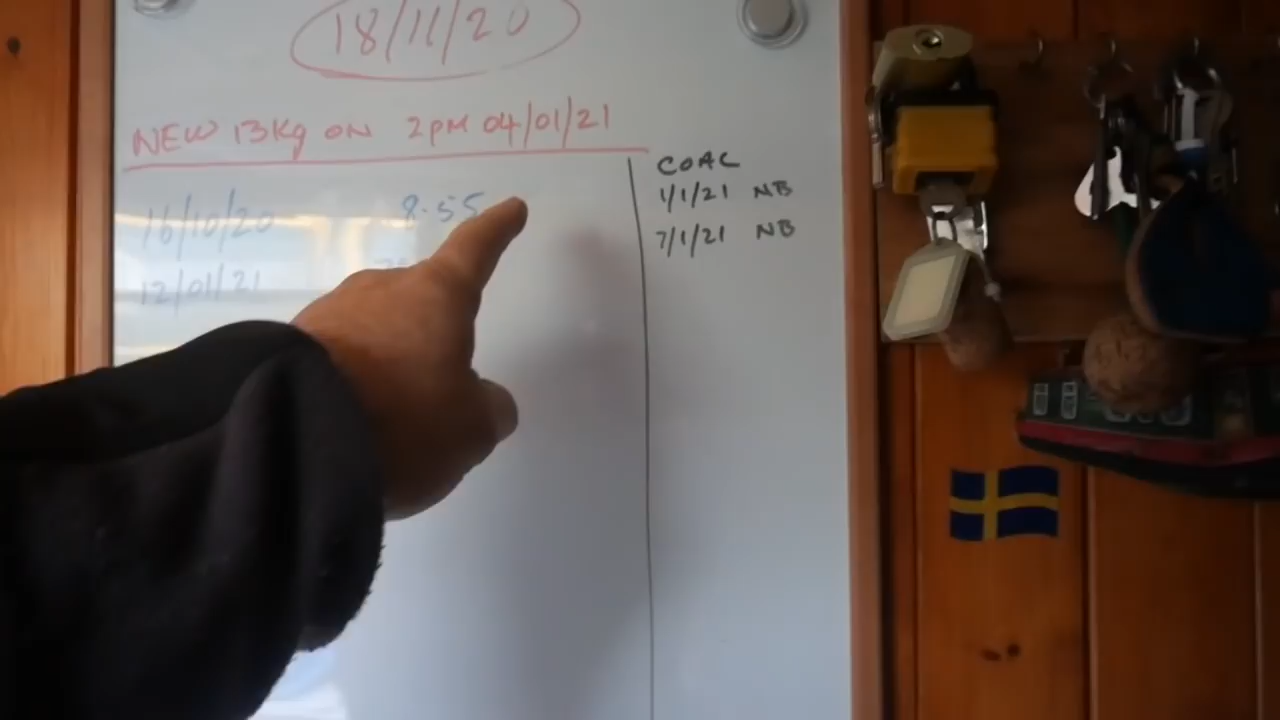 18/11/20
NEW 13Kg ON 2PM 04/01/21
16/10/20 8.55
12/01/21
COAL
1/1/21 NB
7/1/21 NB